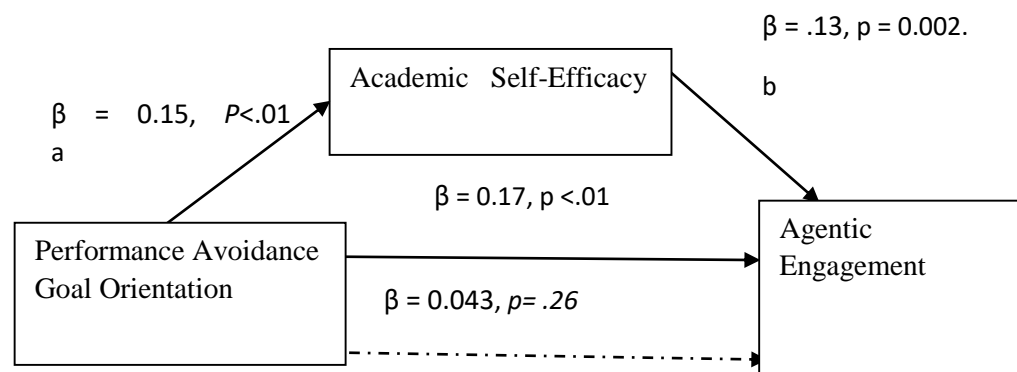 β = .13, p = 0.002.
Academic Self-Efficacy
b
β = 0.15, P<.01
a
β = 0.17, p <.01
Performance Avoidance
Goal Orientation
Agentic
Engagement
β = 0.043, p= .26